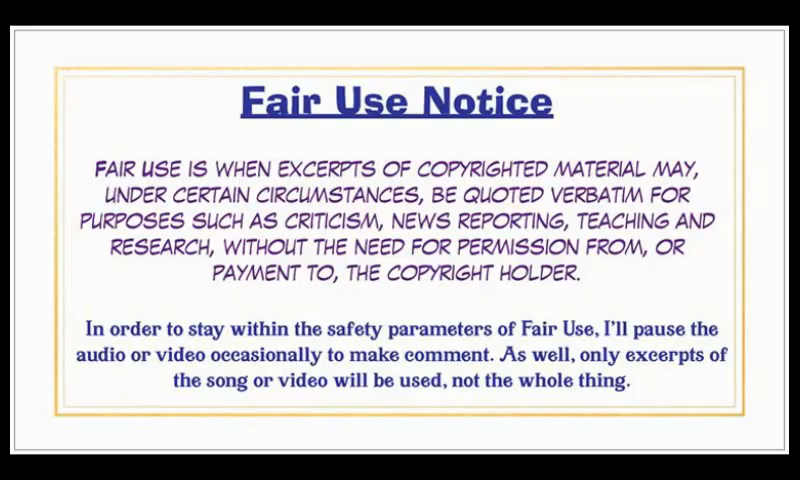 Fair Use Notice
FAIR USE IS WHEN EXCERPTS OF COPYRIGHTED MATERIAL MAY,
UNDER CERTAIN CIRCUMSTANCES, BE QUOTED VERBATIM FOR
PURPOSES SUCH AS CRITICISM, NEWS REPORTING, TEACHING AND
RESEARCH, WITHOUT THE NEED FOR PERMISSION FROM, OR
PAYMENT TO, THE COPYRIGHT HOLDER.
In order to stay within the safety parameters of Fair Use, I'll pause the
audio or video occasionally to make comment. As well, only excerpts of
the song or video will be used, not the whole thing.